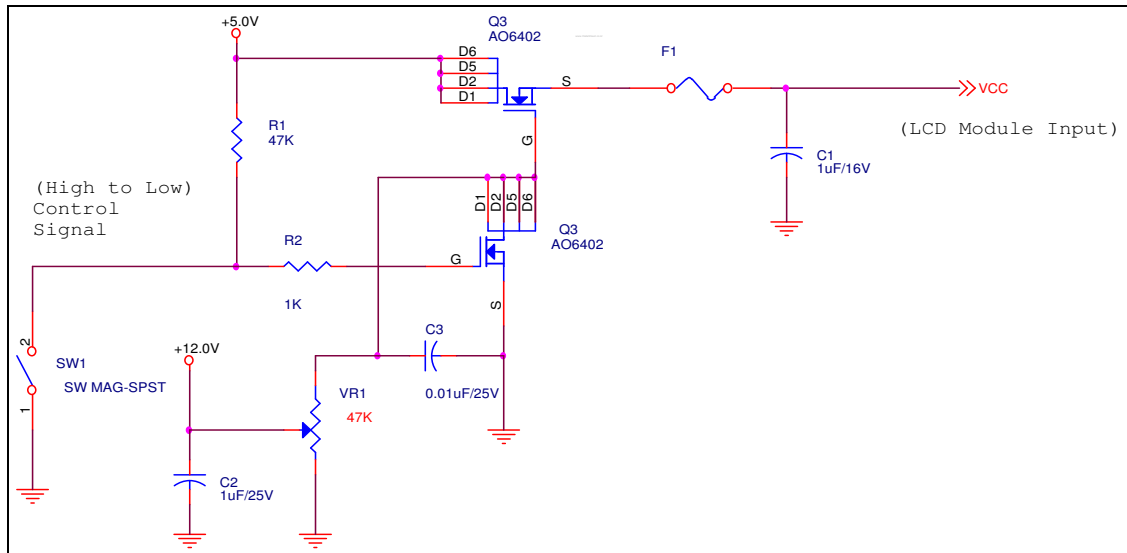 +5.0V
Q3
AO6402
D6
D5
D2
D1
S
G
F1
VCC
(LCD Module Input)
R1
47K
C1
1uF/16V
(High to Low)
Control
Signal
D1
D2
D5
D6
Q3
AO6402
R2
1K
G
S
2
SW1
SW MAG-SPST
1
+12.0V
C3
0.01uF/25V
VR1
47K
C2
1uF/25V